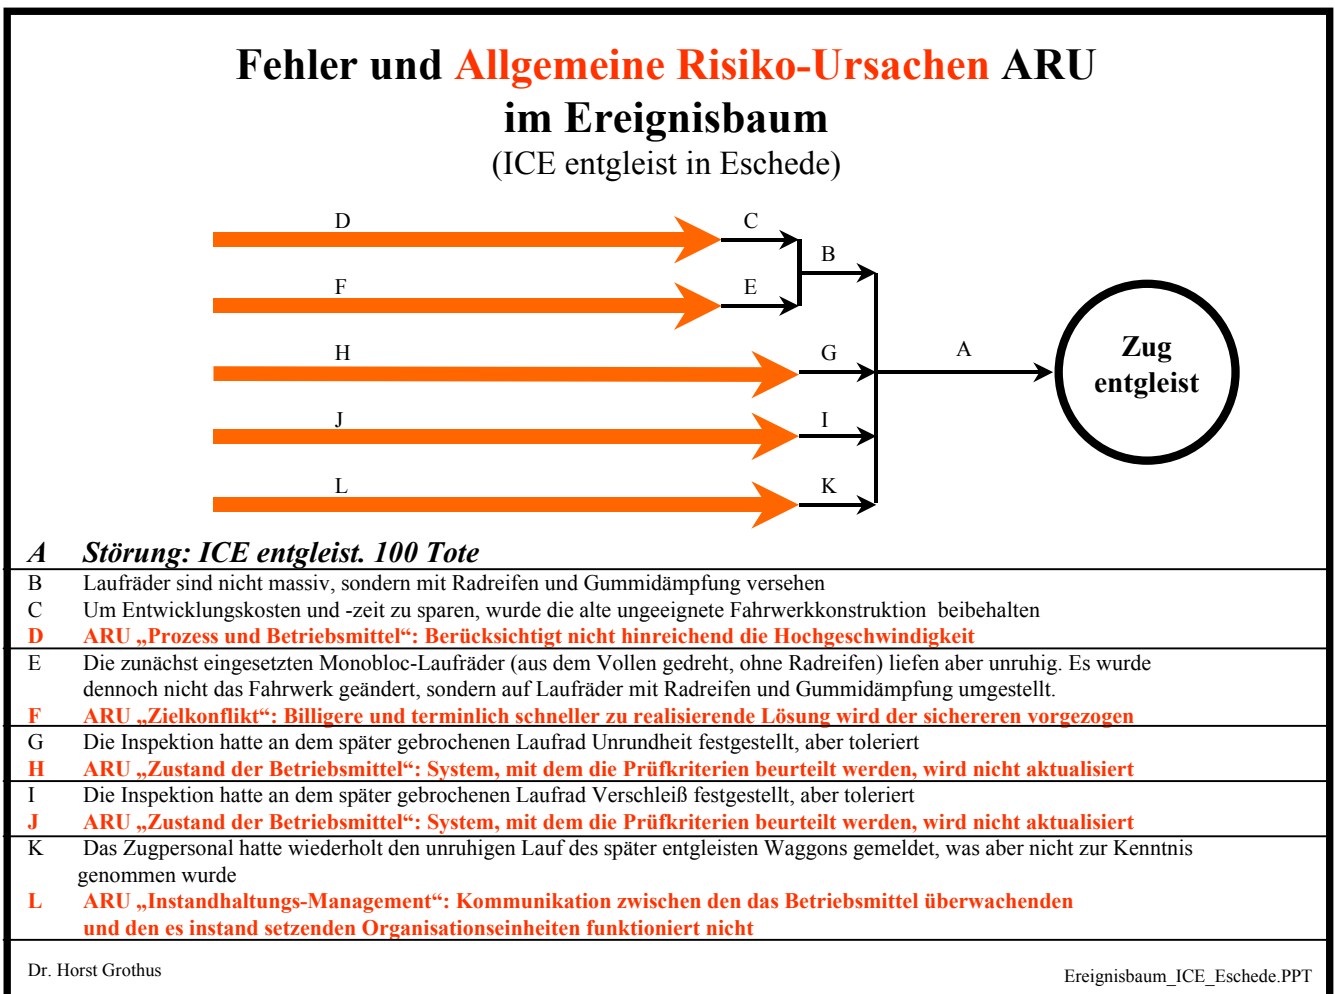 Fehler und Allgemeine Risiko-Ursachen ARU
im Ereignisbaum
(ICE entgleist in Eschede)
D
C
B
F
E
H
G
A
Zug
entgleist
J
I
L
K
A Störung: ICE entgleist. 100 Tote
B Laufräder sind nicht massiv, sondern mit Radreifen und Gummidämpfung versehen
C Um Entwicklungskosten und -zeit zu sparen, wurde die alte ungeeignete Fahrwerkkonstruktion beibehalten
D ARU „Prozess und Betriebsmittel“: Berücksichtigt nicht hinreichend die Hochgeschwindigkeit
E Die zunächst eingesetzten Monobloc-Laufräder (aus dem Vollen gedreht, ohne Radreifen) liefen aber unruhig. Es wurde
dennoch nicht das Fahrwerk geändert, sondern auf Laufräder mit Radreifen und Gummidämpfung umgestellt.
F ARU „Zielkonflikt“: Billigere und terminlich schneller zu realisierende Lösung wird der sichereren vorgezogen
G Die Inspektion hatte an dem später gebrochenen Laufrad Unrundheit festgestellt, aber toleriert
H ARU „Zustand der Betriebsmittel“: System, mit dem die Prüfkriterien beurteilt werden, wird nicht aktualisiert
I Die Inspektion hatte an dem später gebrochenen Laufrad Verschleiß festgestellt, aber toleriert
J ARU „Zustand der Betriebsmittel“: System, mit dem die Prüfkriterien beurteilt werden, wird nicht aktualisiert
K Das Zugpersonal hatte wiederholt den unruhigen Lauf des später entgleisten Waggons gemeldet, was aber nicht zur Kenntnis
genommen wurde
L ARU „Instandhaltungs-Management“: Kommunikation zwischen den das Betriebsmittel überwachenden
und den es instand setzenden Organisationseinheiten funktioniert nicht
Dr. Horst Grothus
Ereignisbaum_ICE_Eschede.PPT